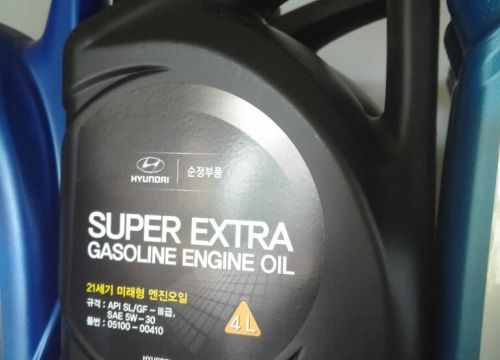 HYUNDAI | 순정부품
SUPER EXTRA
GASOLINE ENGINE OIL
21세기 미래형 엔진오일
규격 : API SL/GF - Ⅲ급,
SAE 5W - 30
품번 : 05100 - 00410
4 L
HYUNDAI